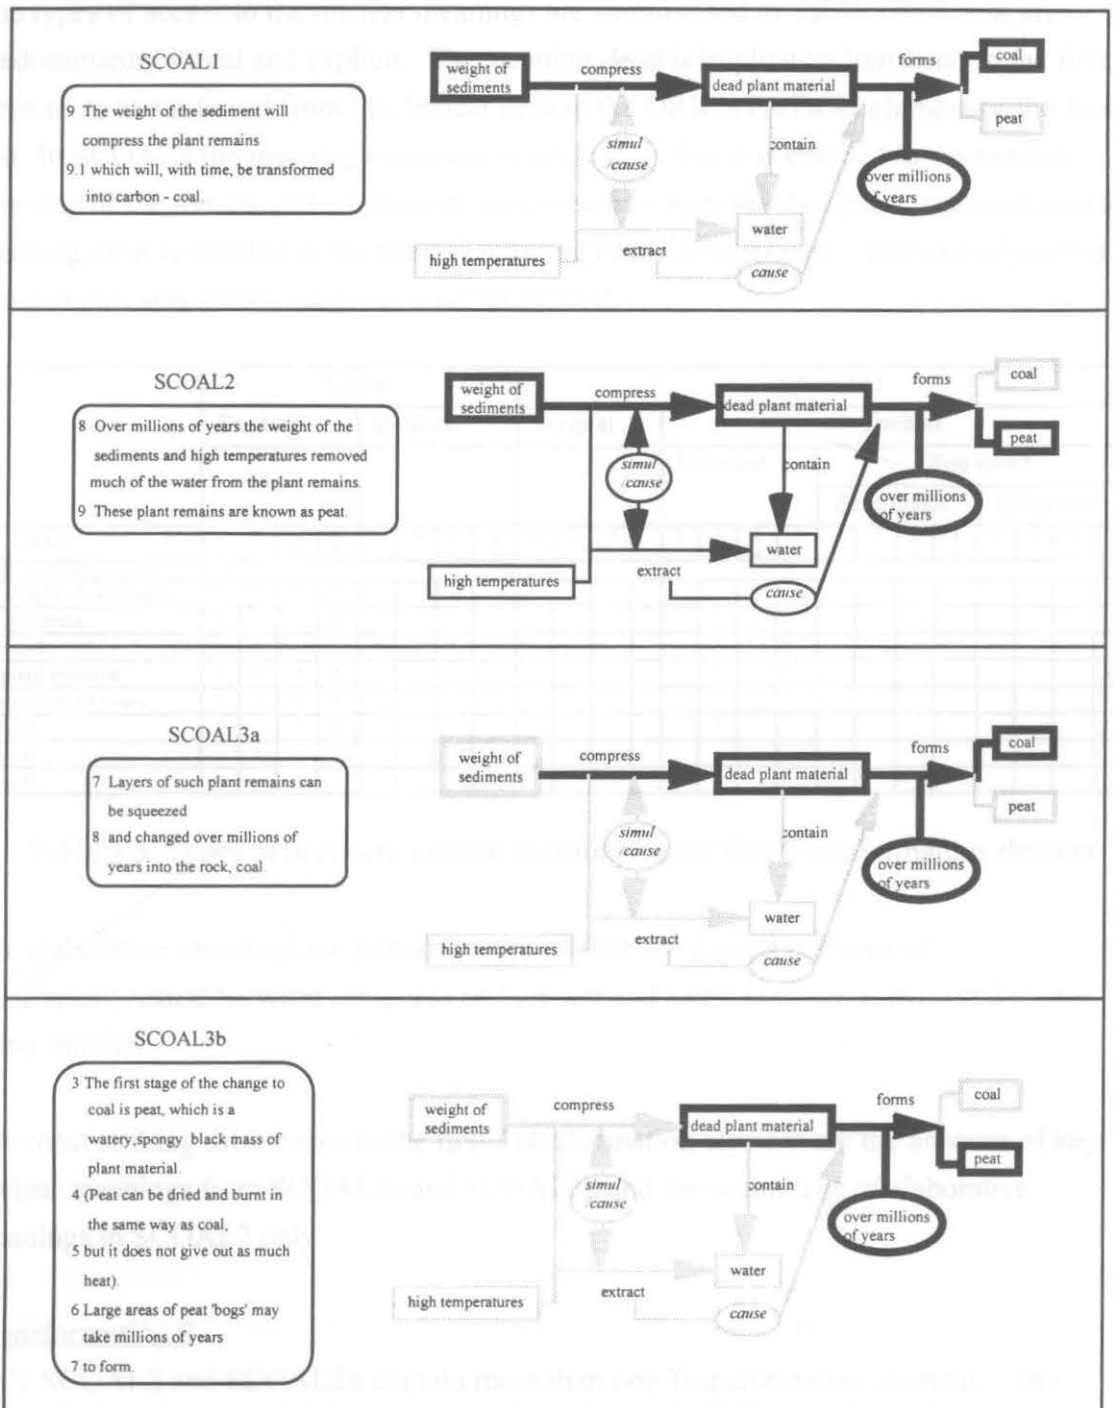 SCOAL1
9 The weight of the sediment will
compress the plant remains
9.1 which will, with time, be transformed
into carbon - coal.
weight of
sediments
compress
dead plant material
forms
coal
peat
simul
/cause
contain
over millions
of years
water
extract
high temperatures
cause
SCOAL2
8 Over millions of years the weight of the
sediments and high temperatures removed
much of the water from the plant remains.
9 These plant remains are known as peat.
weight of
sediments
compress
dead plant material
forms
coal
peat
simul
/cause
contain
over millions
of years
water
extract
high temperatures
cause
SCOAL3a
7 Layers of such plant remains can
be squeezed
8 and changed over millions of
years into the rock, coal.
weight of
sediments
compress
dead plant material
forms
coal
peat
simul
/cause
contain
over millions
of years
water
extract
high temperatures
cause
SCOAL3b
3 The first stage of the change to
coal is peat, which is a
watery,spongy black mass of
plant material.
4 (Peat can be dried and burnt in
the same way as coal,
5 but it does not give out as much
heat).
6 Large areas of peat 'bogs' may
take millions of years
7 to form.
weight of
sediments
compress
dead plant material
forms
coal
peat
simul
/cause
contain
over millions
of years
water
extract
high temperatures
cause